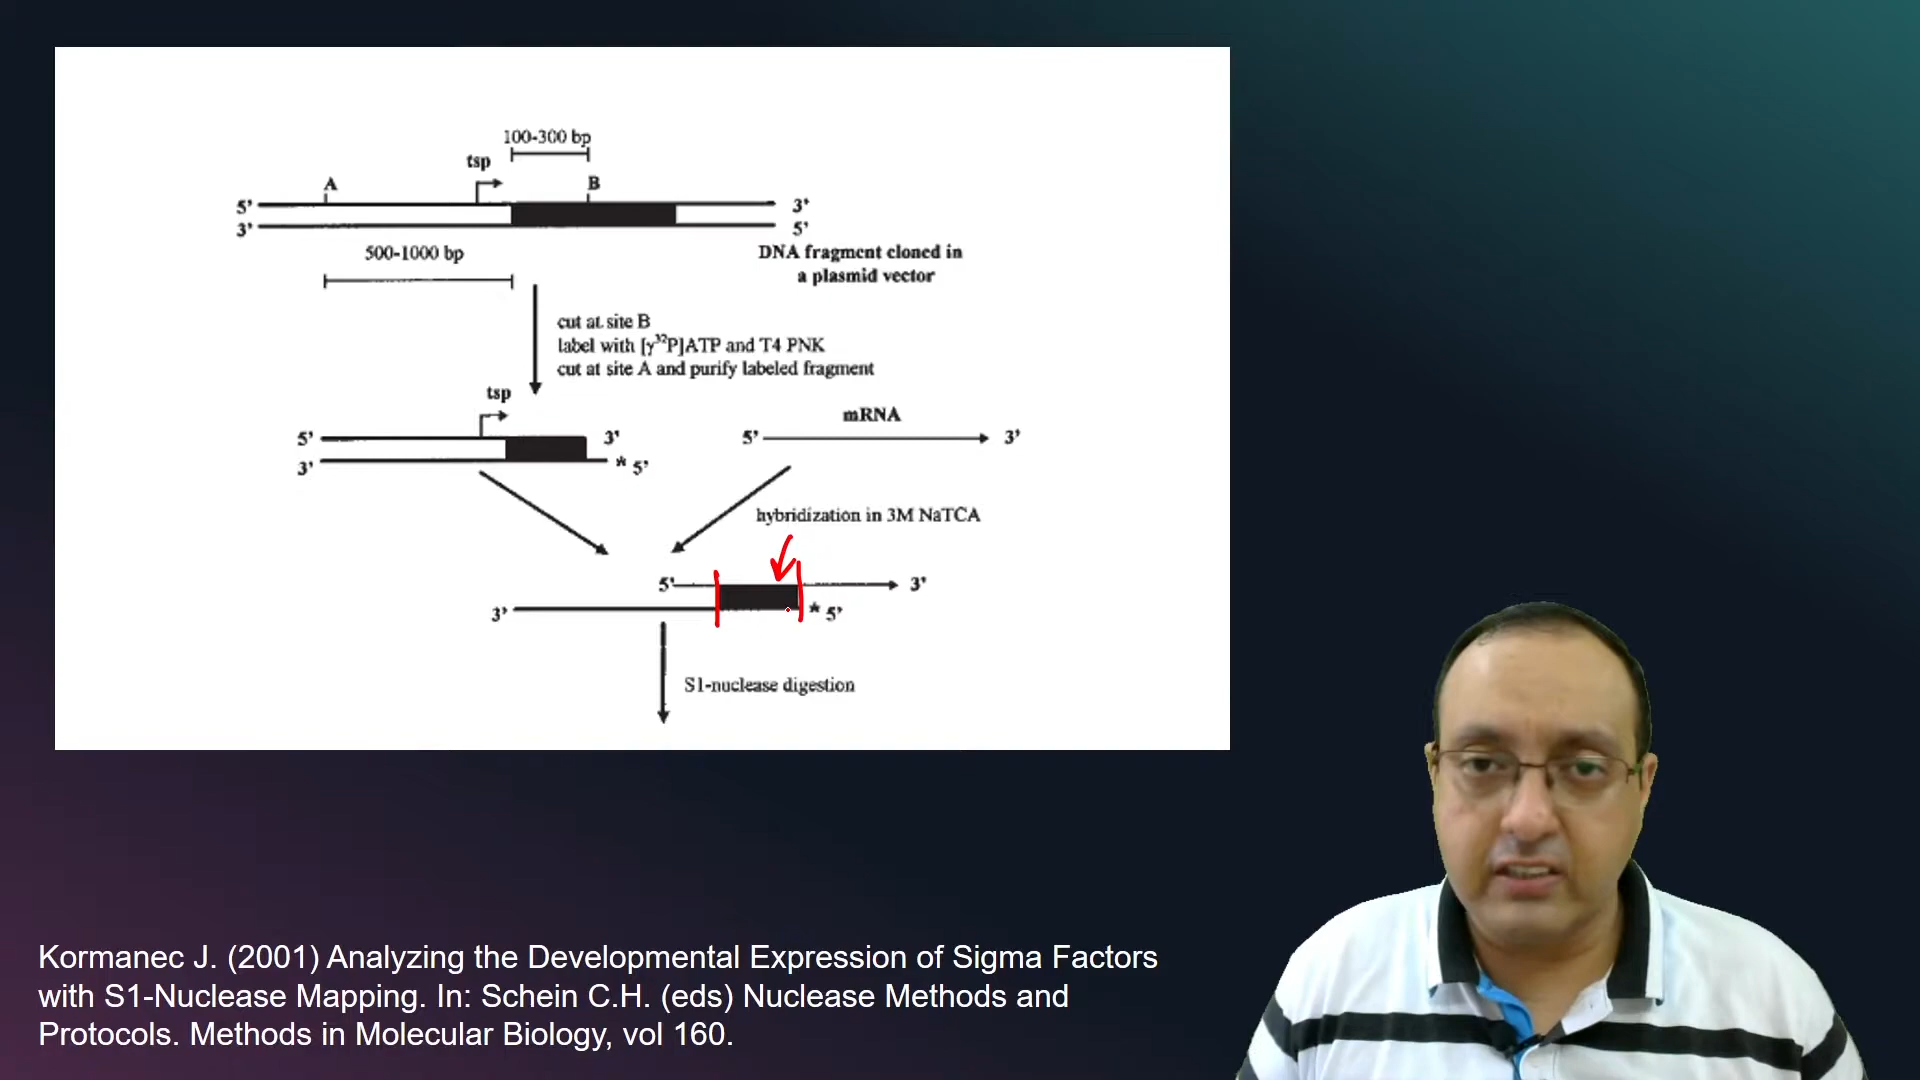 100-300 bp
tsp
A
B
5' 3'
3' 5'
500-1000 bp
DNA fragment cloned in
a plasmid vector
cut at site B
label with [γ³²P]ATP and T4 PNK
cut at site A and purify labeled fragment
tsp
mRNA
5' 3' 5' 3'
3' * 5'
hybridization in 3M NaTCA
5' 3'
3' * 5'
S1-nuclease digestion
Kormanec J. (2001) Analyzing the Developmental Expression of Sigma Factors
with S1-Nuclease Mapping. In: Schein C.H. (eds) Nuclease Methods and
Protocols. Methods in Molecular Biology, vol 160.